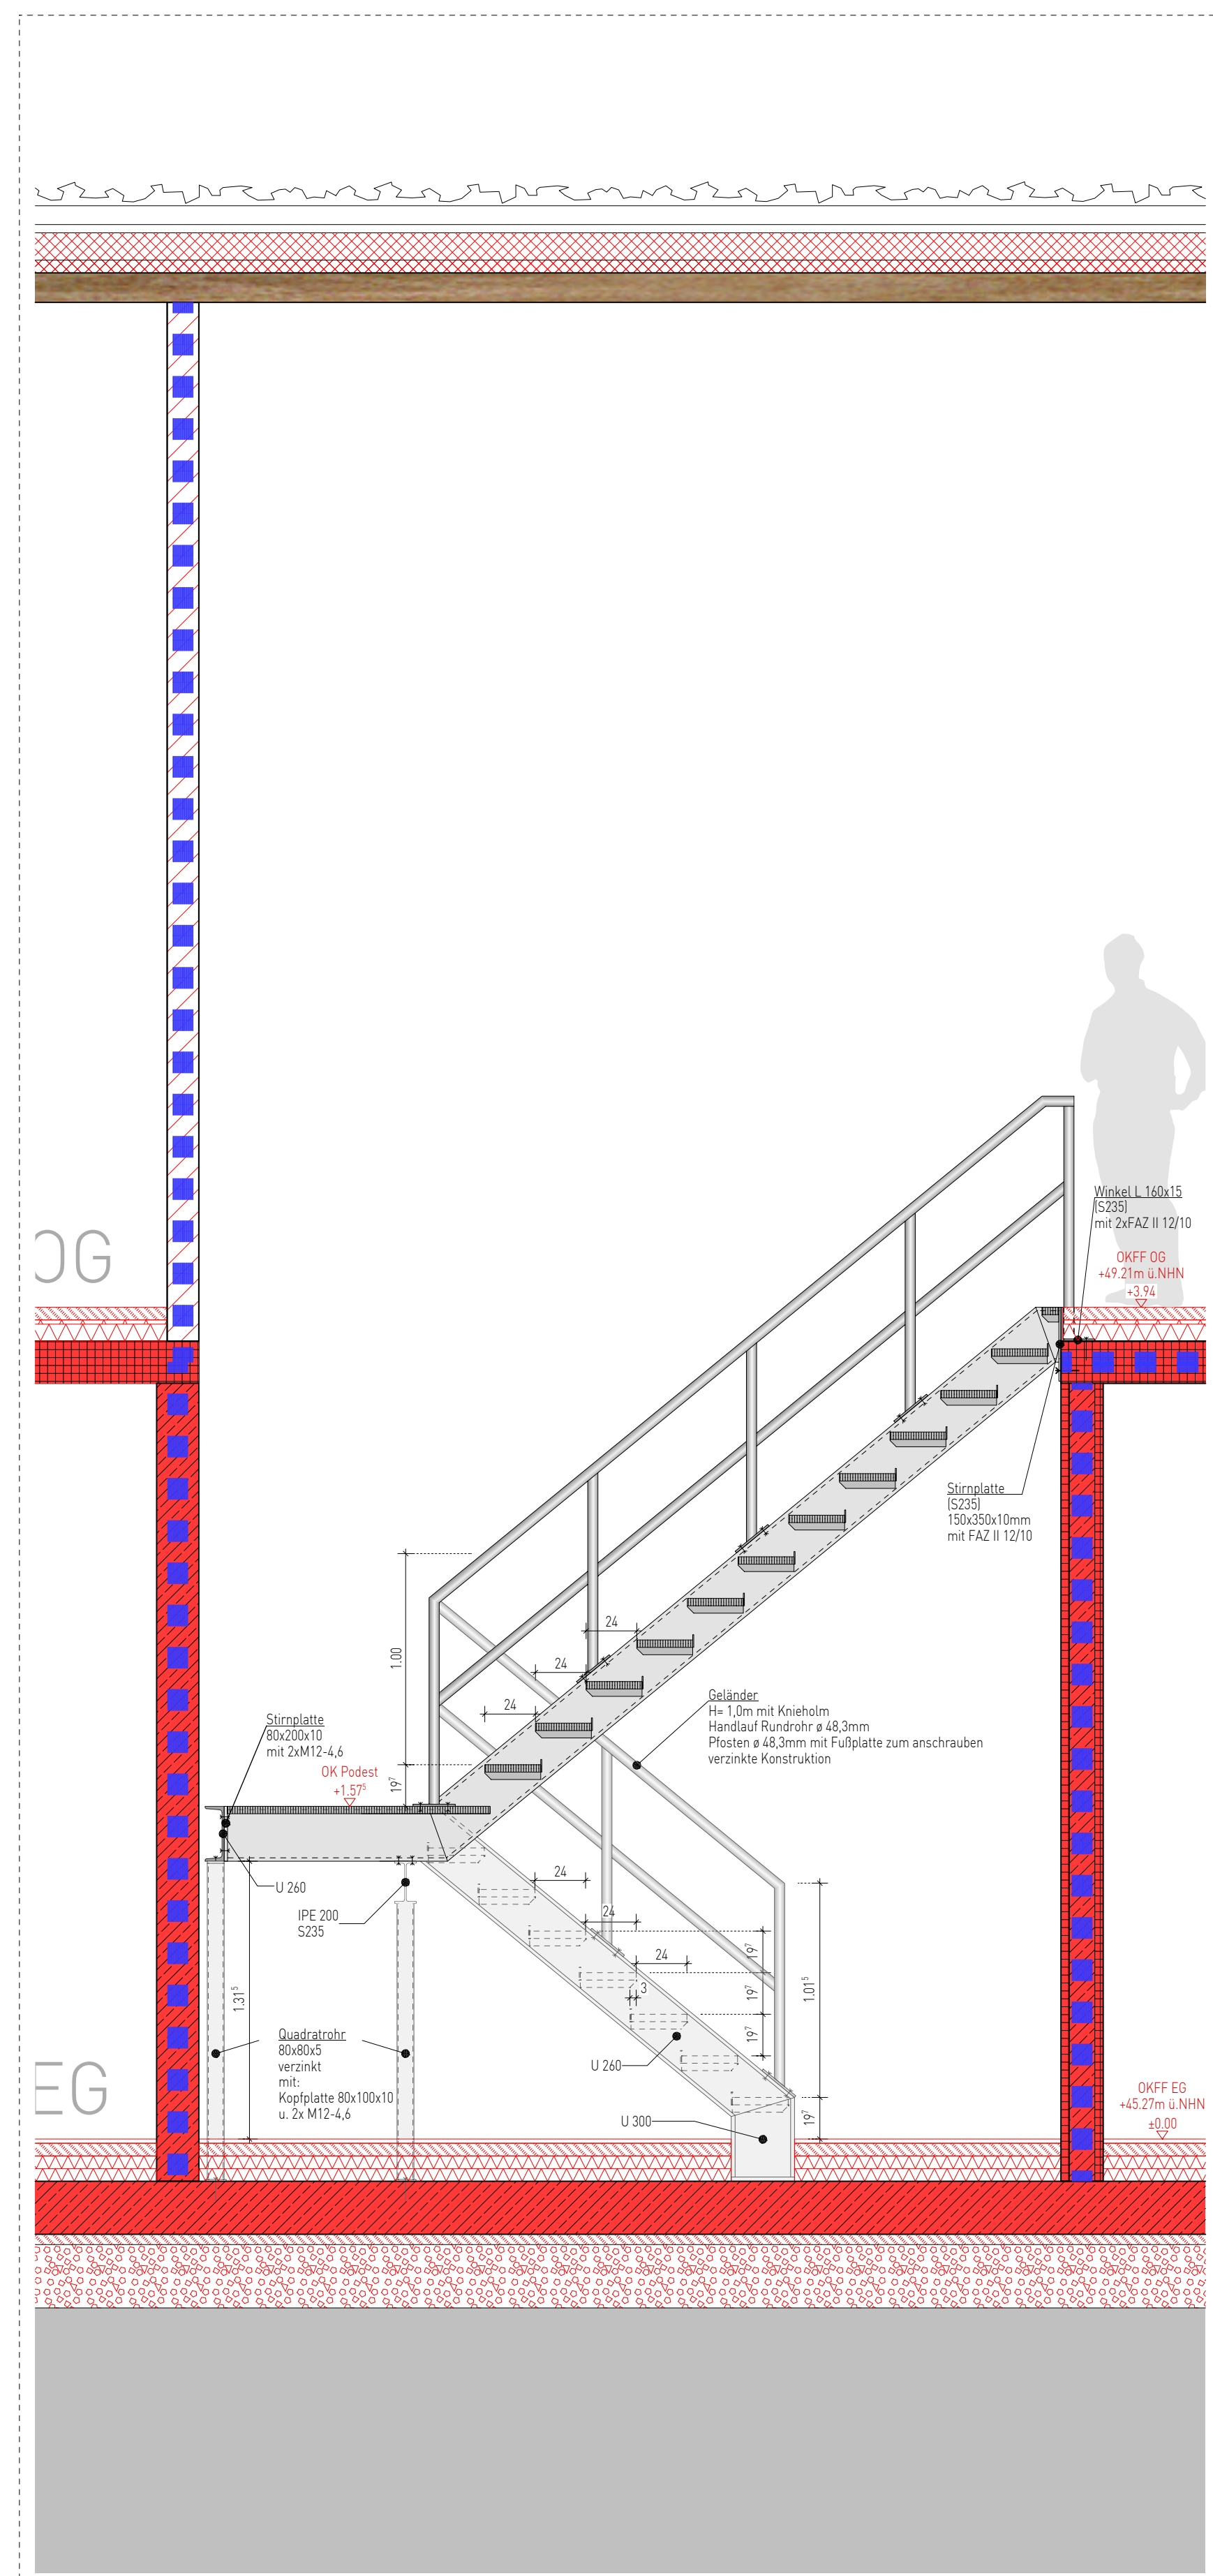 Winkel L 160x15
(S235)
mit 2xFAZ II 12/10
OG
OKFF OG
+49.21m ü.NHN
+3.94
Stirnplatte
(S235)
150x350x10mm
mit FAZ II 12/10
24
24
24
1.00
19⁷
Geländer
H= 1,0m mit Knieholm
Handlauf Rundrohr ø 48,3mm
Pfosten ø 48,3mm mit Fußplatte zum anschrauben
verzinkte Konstruktion
Stirnplatte
80x200x10
mit 2xM12-4,6
OK Podest
+1.57⁵
U 260
IPE 200
S235
24
24
24
3
19⁷
19⁷
19⁷
1.01⁵
1.31⁵
Quadratrohr
80x80x5
verzinkt
mit:
Kopfplatte 80x100x10
u. 2x M12-4,6
U 260
U 300
19⁷
EG
OKFF EG
+45.27m ü.NHN
±0.00